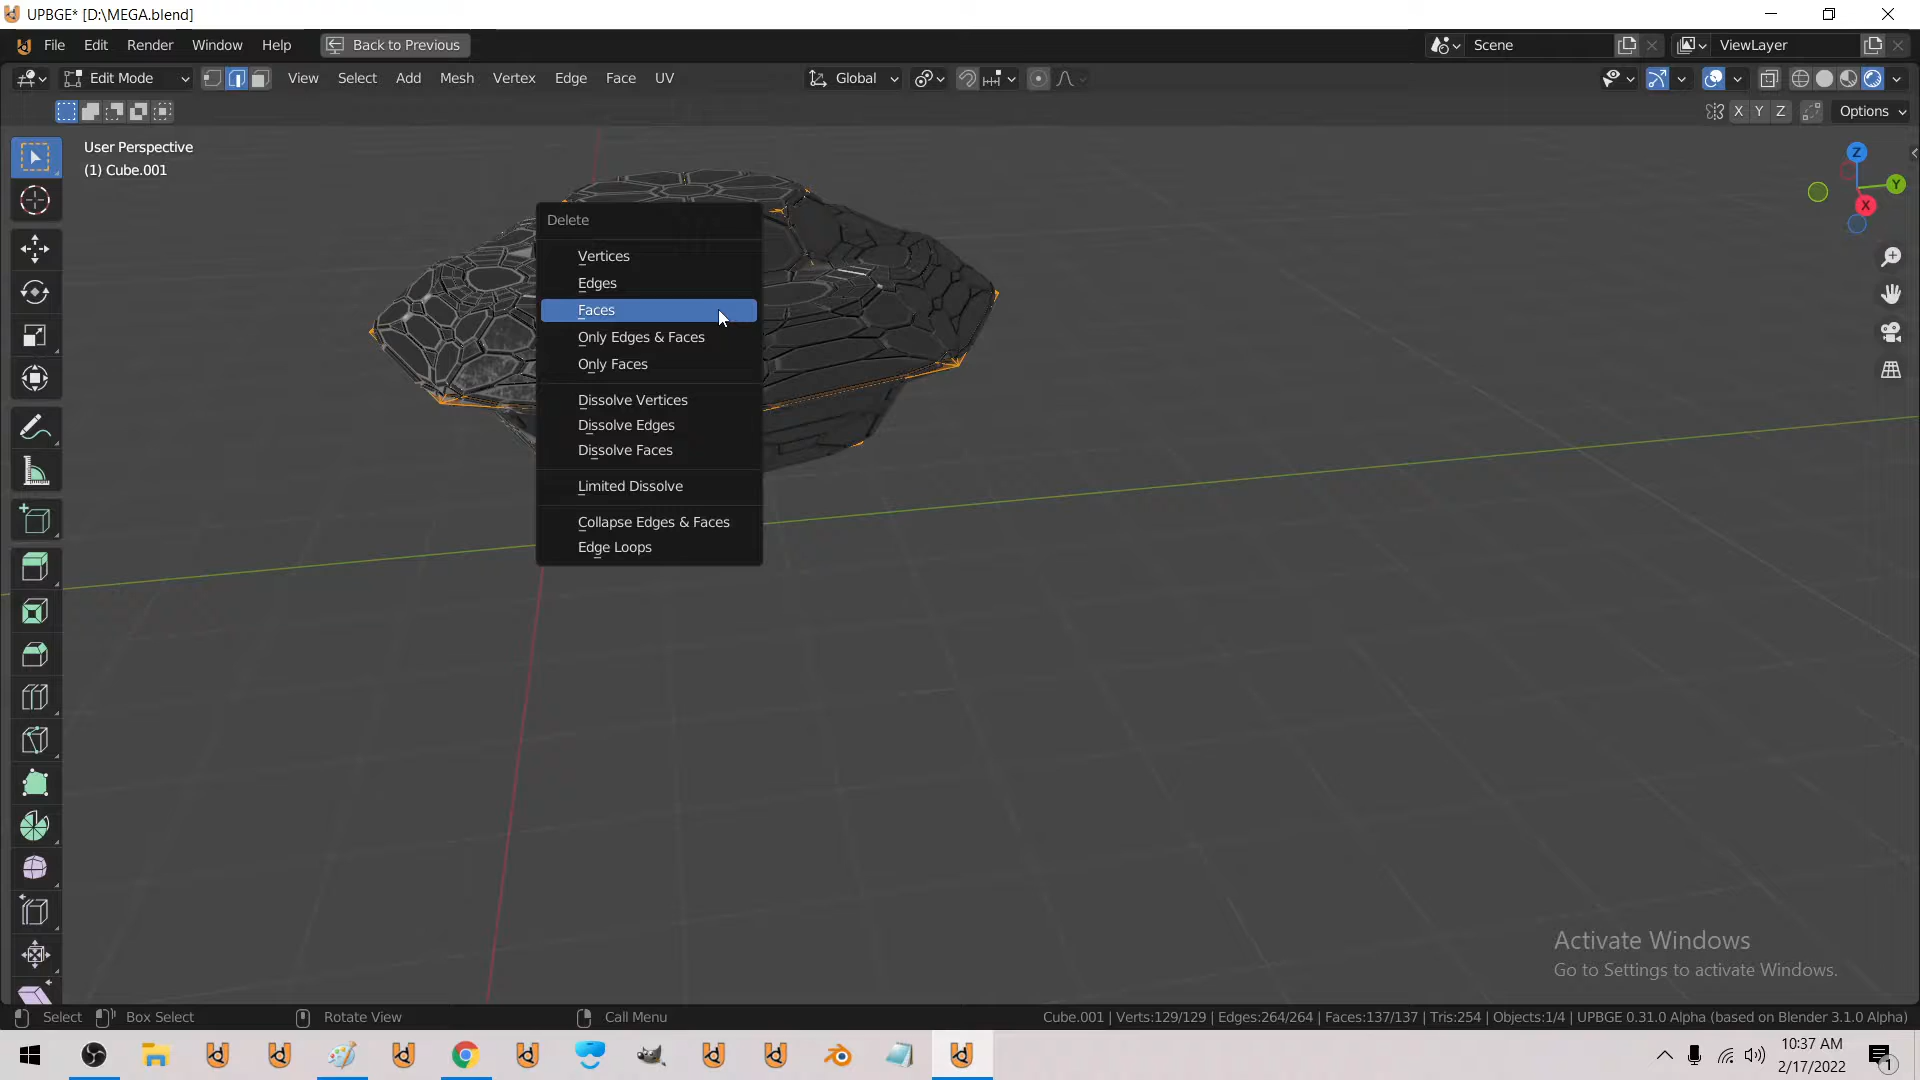 UPBGE* [D:\MEGA.blend]
File Edit Render Window Help Back to Previous Scene ViewLayer
Edit Mode View Select Add Mesh Vertex Edge Face UV Global
X Y Z Options
User Perspective
(1) Cube.001
Z
Y
X
Delete
Vertices
Edges
Faces
Only Edges & Faces
Only Faces
Dissolve Vertices
Dissolve Edges
Dissolve Faces
Limited Dissolve
Collapse Edges & Faces
Edge Loops
Activate Windows
Go to Settings to activate Windows.
Select Box Select Rotate View Call Menu Cube.001 | Verts:129/129 | Edges:264/264 | Faces:137/137 | Tris:254 | Objects:1/4 | UPBGE 0.31.0 Alpha (based on Blender 3.1.0 Alpha)
10:37 AM
2/17/2022
1